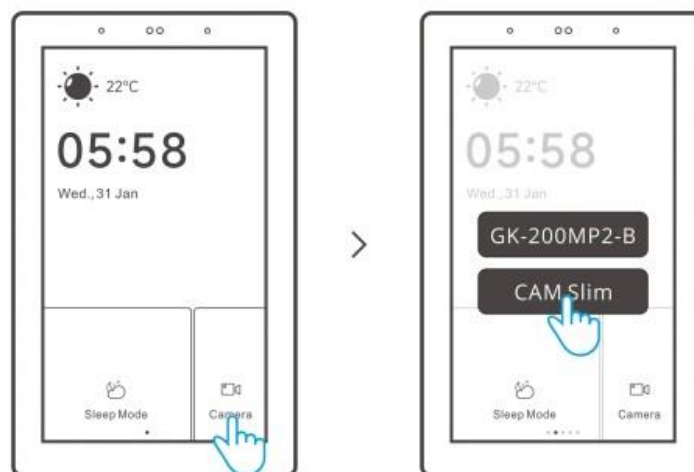 22°C
05:58
Wed.,31 Jan
Sleep Mode
Camera
22°C
05:58
Wed.,31 Jan
GK-200MP2-B
CAM Slim
Sleep Mode
Camera